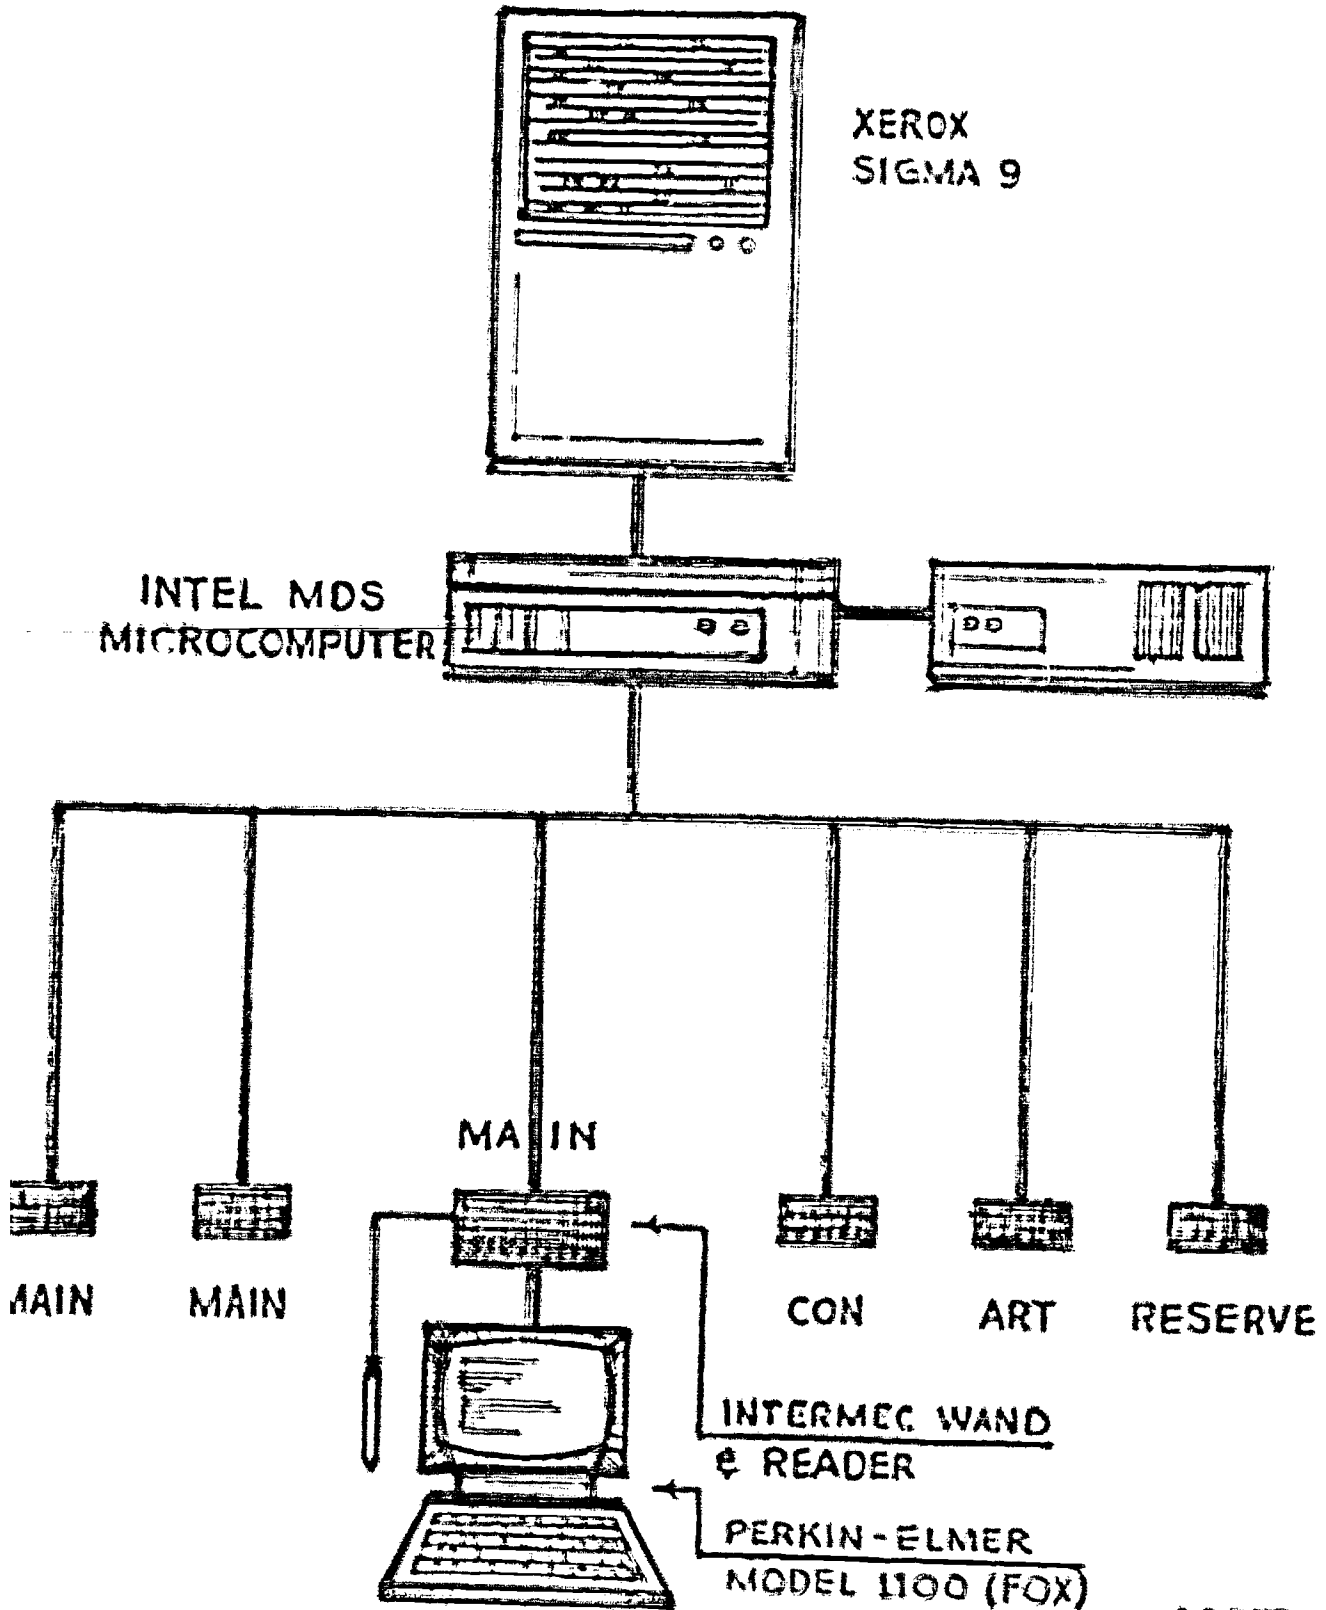 XEROX
SIGMA 9
INTEL MDS
MICROCOMPUTER
MAIN
MAIN
MAIN
CON
ART
RESERVE
INTERMEC WAND
& READER
PERKIN-ELMER
MODEL 1100 (FOX)